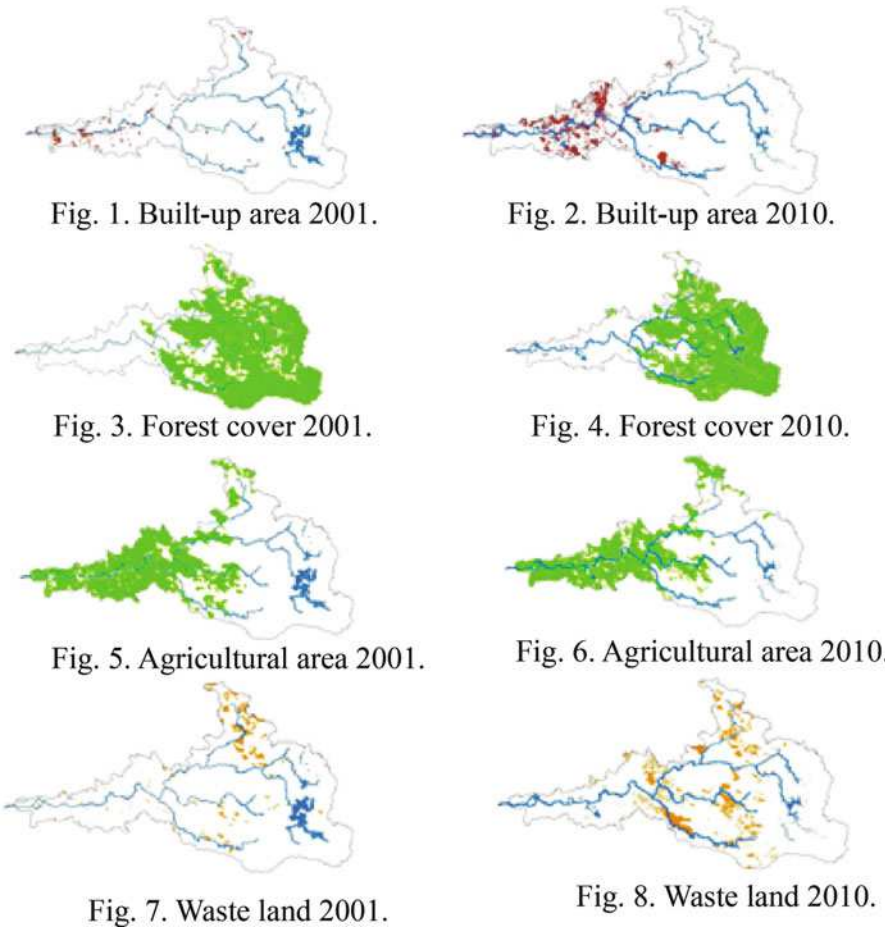 Fig. 1. Built-up area 2001.
Fig. 2. Built-up area 2010.
Fig. 3. Forest cover 2001.
Fig. 4. Forest cover 2010.
Fig. 5. Agricultural area 2001.
Fig. 6. Agricultural area 2010.
Fig. 7. Waste land 2001.
Fig. 8. Waste land 2010.